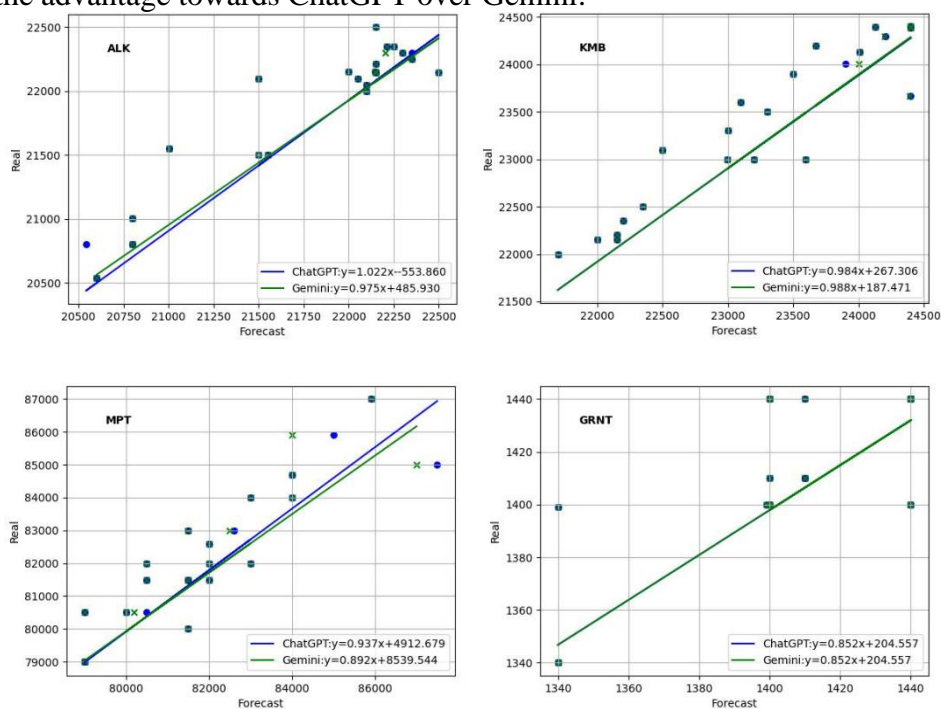 the advantage towards ChatGPT over Gemini.
ALK
22500
22000
21500
21000
20500
Real
20500 20750 21000 21250 21500 21750 22000 22250 22500
Forecast
ChatGPT:y=1.022x--553.860
Gemini:y=0.975x+485.930
KMB
24500
24000
23500
23000
22500
22000
21500
Real
22000 22500 23000 23500 24000 24500
Forecast
ChatGPT:y=0.984x+267.306
Gemini:y=0.988x+187.471
MPT
87000
86000
85000
84000
83000
82000
81000
80000
79000
Real
80000 82000 84000 86000
Forecast
ChatGPT:y=0.937x+4912.679
Gemini:y=0.892x+8539.544
GRNT
1440
1420
1400
1380
1360
1340
Real
1340 1360 1380 1400 1420 1440
Forecast
ChatGPT:y=0.852x+204.557
Gemini:y=0.852x+204.557